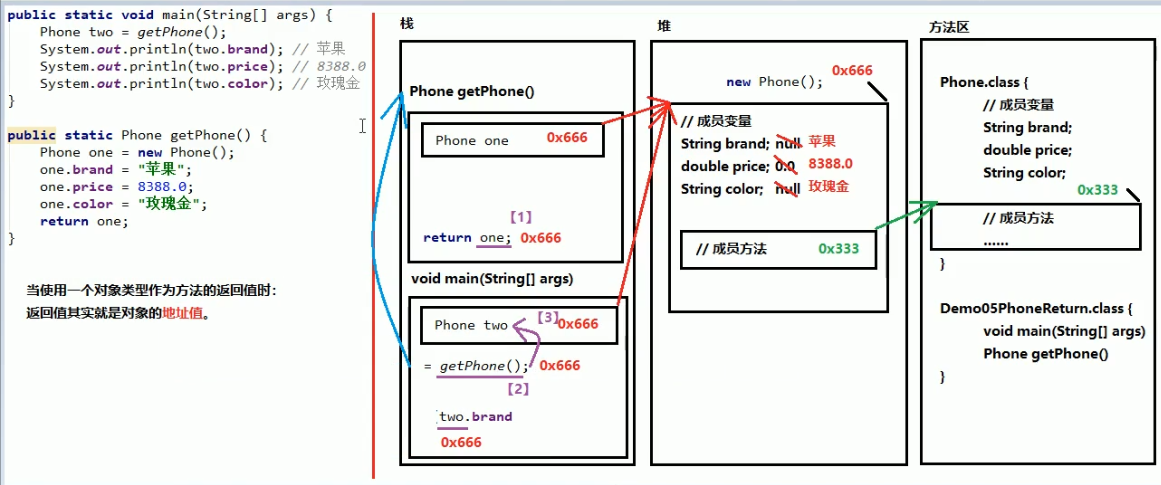 public static void main(String[] args) {
Phone two = getPhone();
System.out.println(two.brand); // 苹果
System.out.println(two.price); // 8388.0
System.out.println(two.color); // 玫瑰金
}
public static Phone getPhone() {
Phone one = new Phone();
one.brand = "苹果";
one.price = 8388.0;
one.color = "玫瑰金";
return one;
}
当使用一个对象类型作为方法的返回值时：
返回值其实就是对象的地址值。
栈
Phone getPhone()
Phone one 0x666
【1】
return one; 0x666
void main(String[] args)
Phone two 【3】 0x666
= getPhone(); 0x666
【2】
two.brand
0x666
堆
new Phone(); 0x666
// 成员变量
String brand; null 苹果
double price; 0.0 8388.0
String color; null 玫瑰金
// 成员方法 0x333
方法区
Phone.class {
// 成员变量
String brand;
double price;
String color;
0x333
// 成员方法
......
}
Demo05PhoneReturn.class {
void main(String[] args)
Phone getPhone()
}